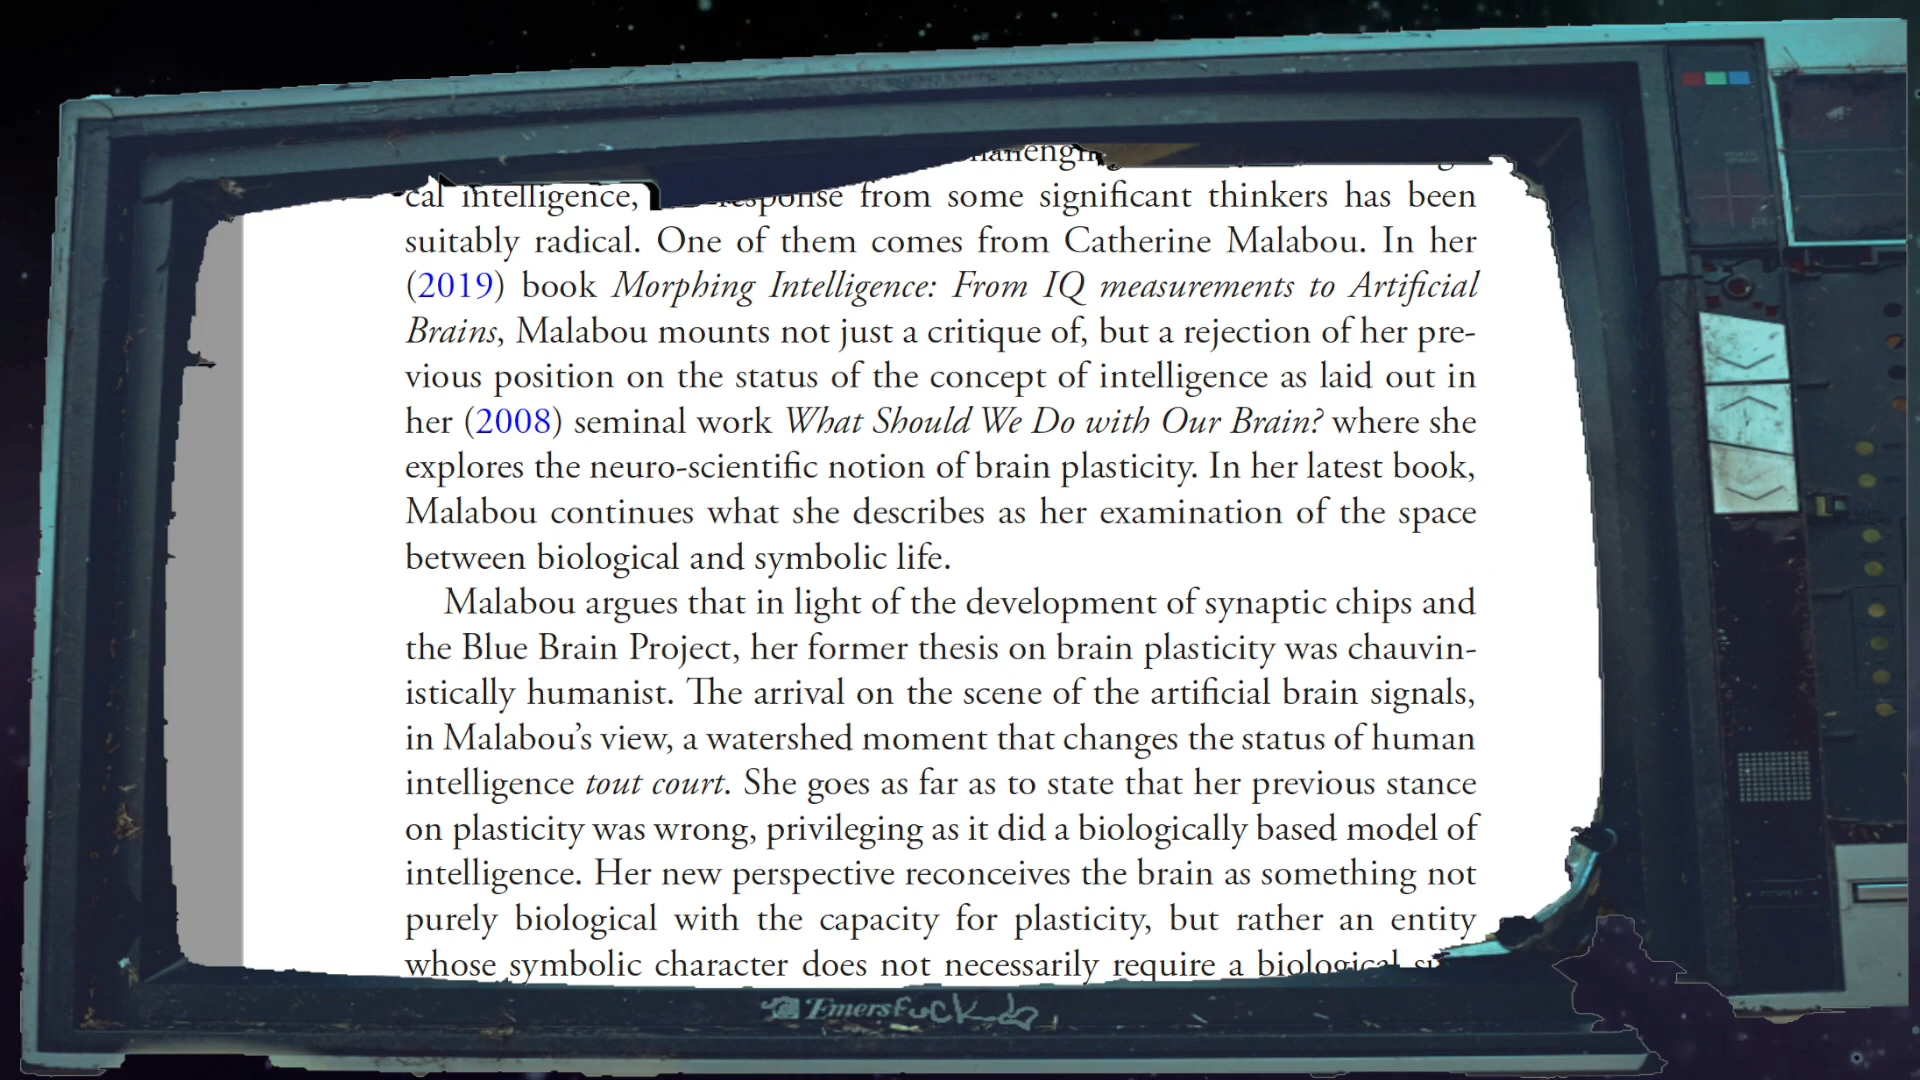 cal intelligence, response from some significant thinkers has been
suitably radical. One of them comes from Catherine Malabou. In her
(2019) book Morphing Intelligence: From IQ measurements to Artificial
Brains, Malabou mounts not just a critique of, but a rejection of her pre-
vious position on the status of the concept of intelligence as laid out in
her (2008) seminal work What Should We Do with Our Brain? where she
explores the neuro-scientific notion of brain plasticity. In her latest book,
Malabou continues what she describes as her examination of the space
between biological and symbolic life.
Malabou argues that in light of the development of synaptic chips and
the Blue Brain Project, her former thesis on brain plasticity was chauvin-
istically humanist. The arrival on the scene of the artificial brain signals,
in Malabou’s view, a watershed moment that changes the status of human
intelligence tout court. She goes as far as to state that her previous stance
on plasticity was wrong, privileging as it did a biologically based model of
intelligence. Her new perspective reconceives the brain as something not
purely biological with the capacity for plasticity, but rather an entity
whose symbolic character does not necessarily require a biological